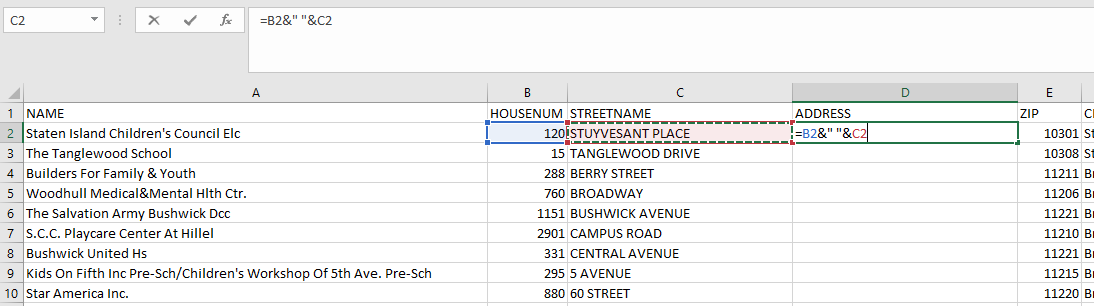 C2 fx =B2&" "&C2
A B C D E
1 NAME HOUSENUM STREETNAME ADDRESS ZIP
2 Staten Island Children's Council Elc 120 STUYVESANT PLACE =B2&" "&C2 10301
3 The Tanglewood School 15 TANGLEWOOD DRIVE 10308
4 Builders For Family & Youth 288 BERRY STREET 11211
5 Woodhull Medical&Mental Hlth Ctr. 760 BROADWAY 11206
6 The Salvation Army Bushwick Dcc 1151 BUSHWICK AVENUE 11221
7 S.C.C. Playcare Center At Hillel 2901 CAMPUS ROAD 11210
8 Bushwick United Hs 331 CENTRAL AVENUE 11221
9 Kids On Fifth Inc Pre-Sch/Children's Workshop Of 5th Ave. Pre-Sch 295 5 AVENUE 11215
10 Star America Inc. 880 60 STREET 11220